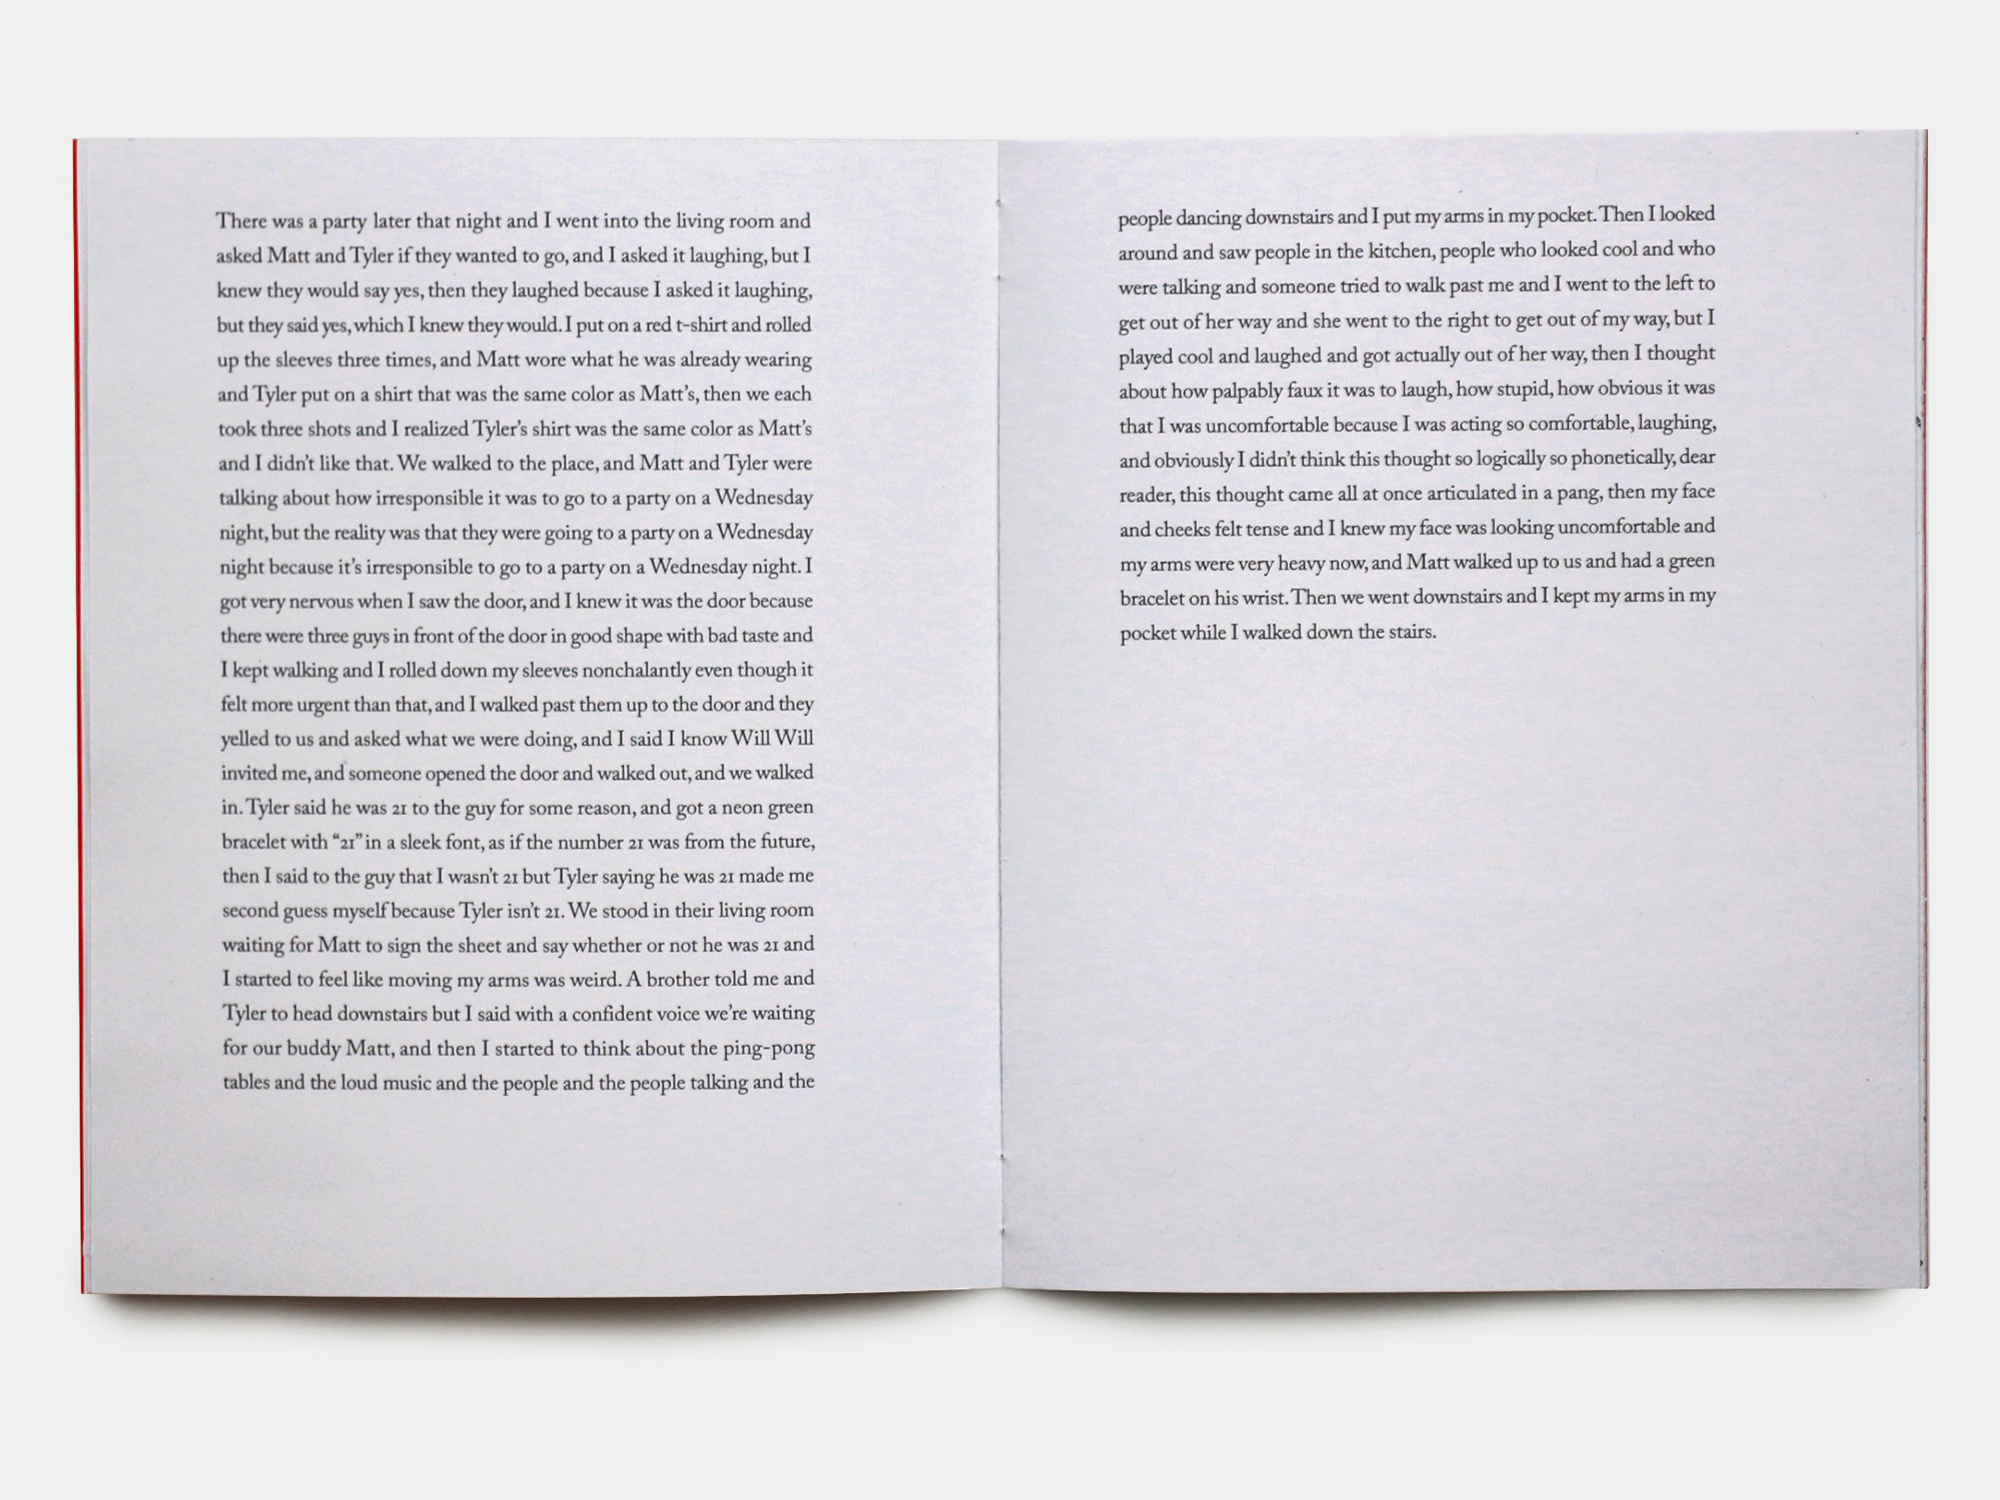 There was a party later that night and I went into the living room and
asked Matt and Tyler if they wanted to go, and I asked it laughing, but I
knew they would say yes, then they laughed because I asked it laughing,
but they said yes, which I knew they would. I put on a red t-shirt and rolled
up the sleeves three times, and Matt wore what he was already wearing
and Tyler put on a shirt that was the same color as Matt’s, then we each
took three shots and I realized Tyler’s shirt was the same color as Matt’s
and I didn’t like that. We walked to the place, and Matt and Tyler were
talking about how irresponsible it was to go to a party on a Wednesday
night, but the reality was that they were going to a party on a Wednesday
night because it’s irresponsible to go to a party on a Wednesday night. I
got very nervous when I saw the door, and I knew it was the door because
there were three guys in front of the door in good shape with bad taste and
I kept walking and I rolled down my sleeves nonchalantly even though it
felt more urgent than that, and I walked past them up to the door and they
yelled to us and asked what we were doing, and I said I know Will Will
invited me, and someone opened the door and walked out, and we walked
in. Tyler said he was 21 to the guy for some reason, and got a neon green
bracelet with “21” in a sleek font, as if the number 21 was from the future,
then I said to the guy that I wasn’t 21 but Tyler saying he was 21 made me
second guess myself because Tyler isn’t 21. We stood in their living room
waiting for Matt to sign the sheet and say whether or not he was 21 and
I started to feel like moving my arms was weird. A brother told me and
Tyler to head downstairs but I said with a confident voice we’re waiting
for our buddy Matt, and then I started to think about the ping-pong
tables and the loud music and the people and the people talking and the
people dancing downstairs and I put my arms in my pocket. Then I looked
around and saw people in the kitchen, people who looked cool and who
were talking and someone tried to walk past me and I went to the left to
get out of her way and she went to the right to get out of my way, but I
played cool and laughed and got actually out of her way, then I thought
about how palpably faux it was to laugh, how stupid, how obvious it was
that I was uncomfortable because I was acting so comfortable, laughing,
and obviously I didn’t think this thought so logically so phonetically, dear
reader, this thought came all at once articulated in a pang, then my face
and cheeks felt tense and I knew my face was looking uncomfortable and
my arms were very heavy now, and Matt walked up to us and had a green
bracelet on his wrist. Then we went downstairs and I kept my arms in my
pocket while I walked down the stairs.